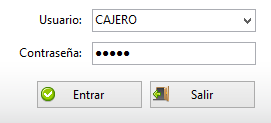 Usuario: CAJERO
Contraseña: ●●●●●
Entrar Salir